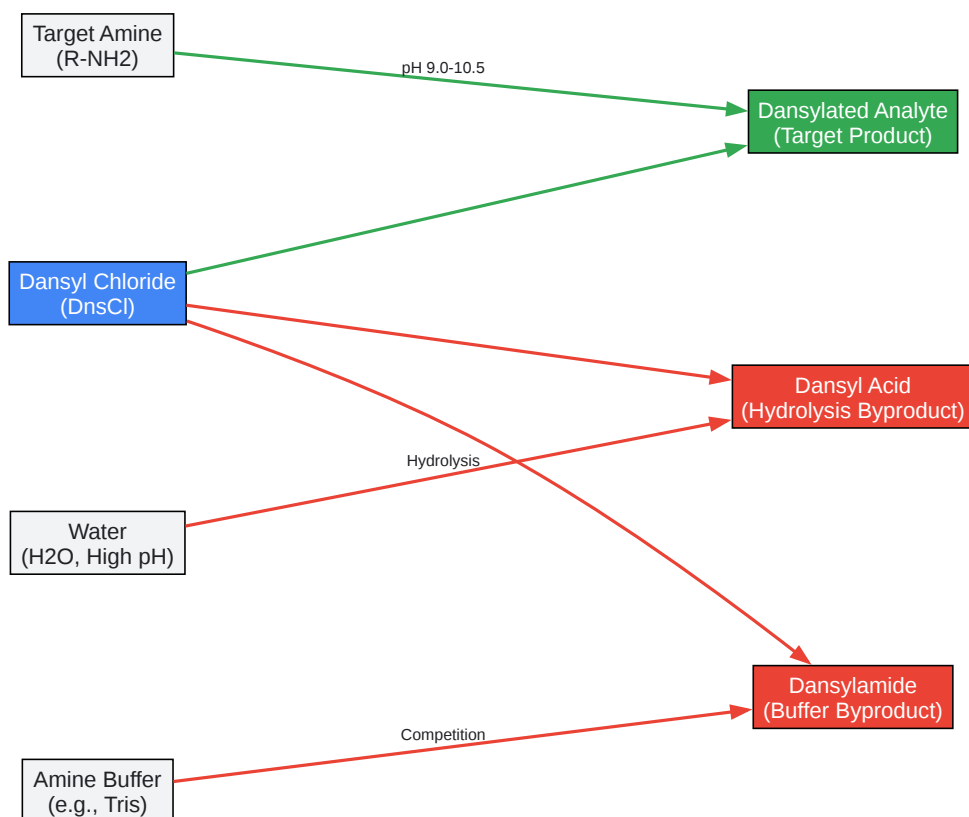 Target Amine
(R-NH2)
pH 9.0-10.5
Dansylated Analyte
(Target Product)
Dansyl Chloride
(DnsCl)
Dansyl Acid
(Hydrolysis Byproduct)
Hydrolysis
Water
(H2O, High pH)
Dansylamide
(Buffer Byproduct)
Competition
Amine Buffer
(e.g., Tris)